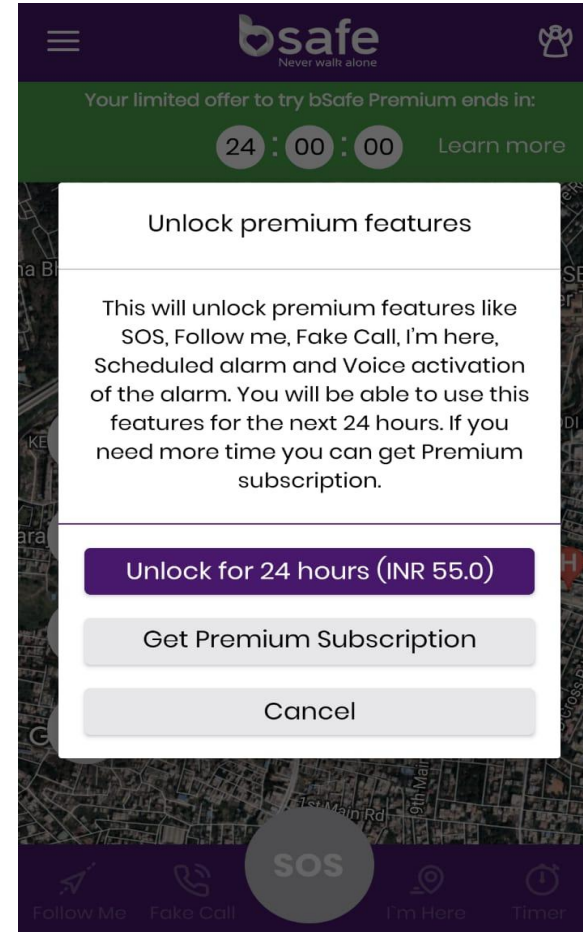 bsafe
Never walk alone
Your limited offer to try bSafe Premium ends in:
24 : 00 : 00 Learn more
Unlock premium features
This will unlock premium features like
SOS, Follow me, Fake Call, I'm here,
Scheduled alarm and Voice activation
of the alarm. You will be able to use this
features for the next 24 hours. If you
need more time you can get Premium
subscription.
Unlock for 24 hours (INR 55.0)
Get Premium Subscription
Cancel
1st Main Rd
9th Main
SOS
Follow Me Fake Call I'm Here Timer